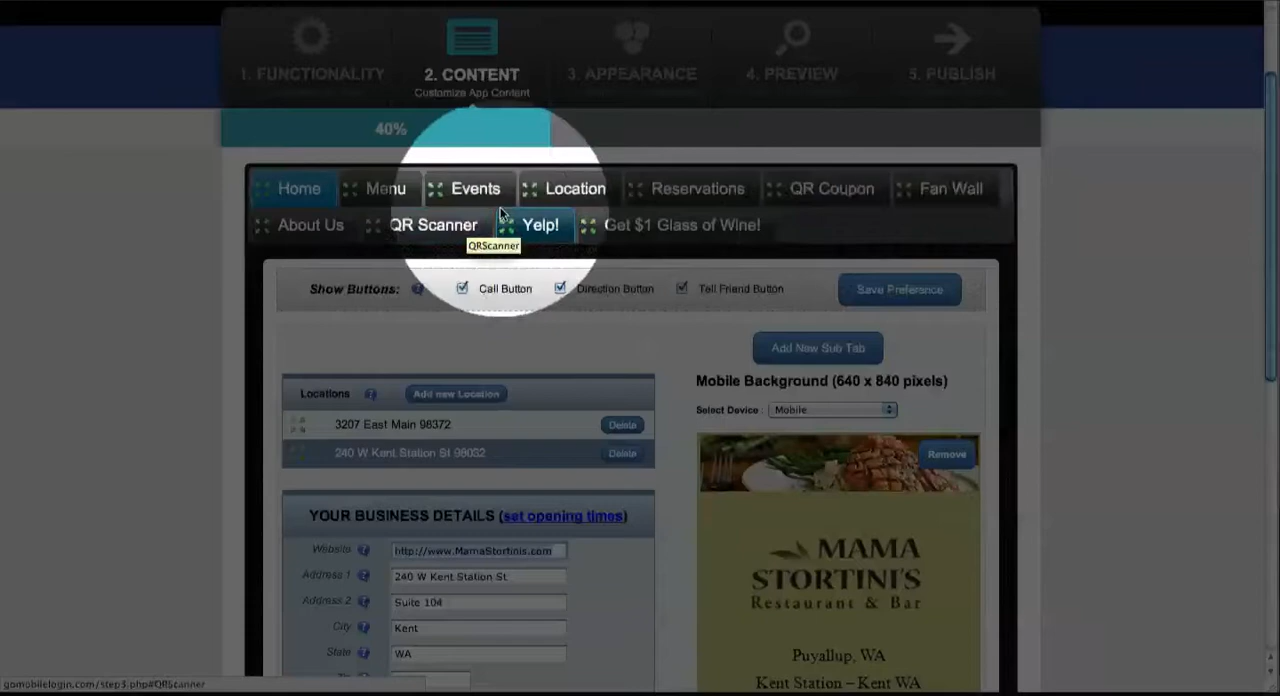 1. FUNCTIONALITY 2. CONTENT 3. APPEARANCE 4. PREVIEW 5. PUBLISH
Customize App Content
40%
Home Menu Events Location Reservations QR Coupon Fan Wall
About Us QR Scanner Yelp! Get $1 Glass of Wine!
QRScanner
Show Buttons: ? Call Button Direction Button Tell Friend Button Save Preference
Add New Sub Tab
Locations ? Add new Location
Mobile Background (640 x 840 pixels)
Select Device : Mobile
3207 East Main 98372 Delete
240 W Kent Station St 98032 Delete
Remove
YOUR BUSINESS DETAILS (set opening times)
Website ? http://www.MamaStortinis.com
Address 1 ? 240 W Kent Station St
Address 2 ? Suite 104
City ? Kent
State ? WA
MAMA
STORTINI'S
Restaurant & Bar
Puyallup, WA
Kent Station – Kent WA
gomobilelogin.com/step3.php#QRScanner